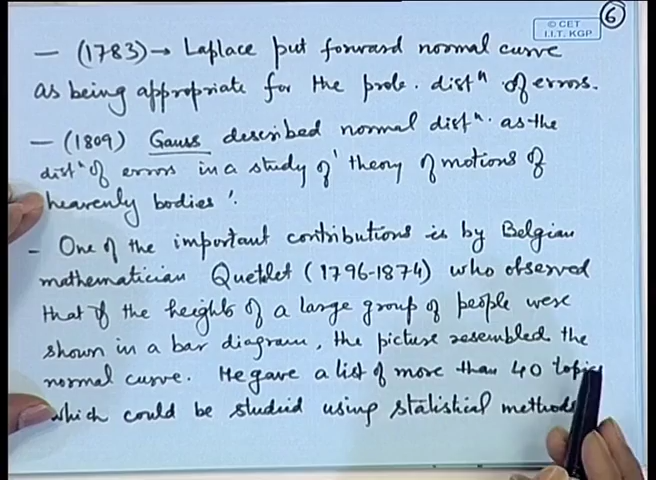 6
© CET
I.I.T. KGP
— (1783) → Laplace put forward normal curve
as being appropriate for the prob. distⁿ of errors.
— (1809) Gauss described normal distⁿ. as the
distⁿ of errors in a study of 'theory of motions of
heavenly bodies'.
- One of the important contributions is by Belgian
mathematician Quetlet (1796-1874) who observed
that if the heights of a large group of people were
shown in a bar diagram, the picture resembled the
normal curve. He gave a list of more than 40 topics
which could be studied using statistical methods